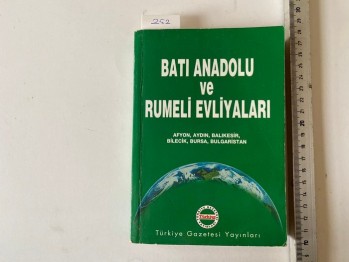 252
BATI ANADOLU
ve
RUMELİ EVLİYALARI
AFYON, AYDIN, BALIKESİR,
BİLECİK, BURSA, BULGARİSTAN
Türkiye Gazetesi Yayınları